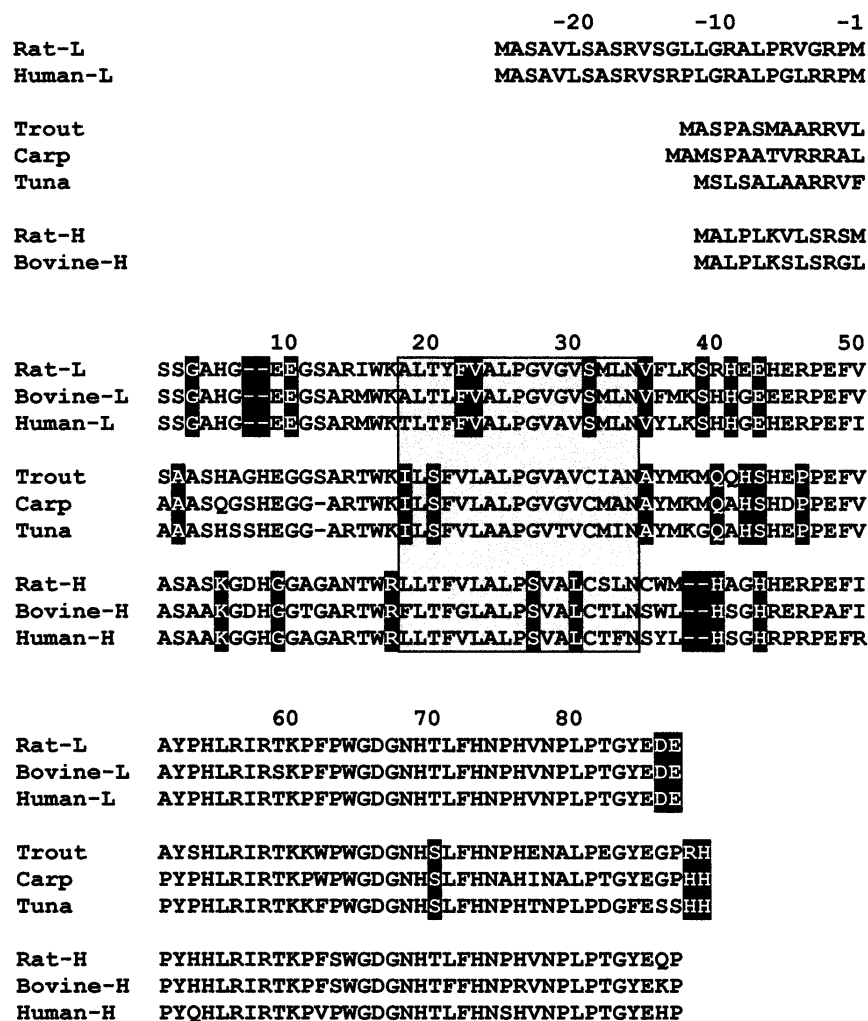 -20 -10 -1
Rat-L MASAVLSASRVSGLLGRALPRVGRPM
Human-L MASAVLSASRVSRPLGRALPGLRRPM
Trout MASPASMAARRVL
Carp MAMSPAATVRRRAL
Tuna MSLSALAARRVF
Rat-H MALPLKVLSRSM
Bovine-H MALPLKSLSRGL
10 20 30 40 50
Rat-L SSGAHG--EEGSARIWKALTYFVALPGVGVSMLNVFLKSRHEEHERPEFV
Bovine-L SSGAHG--EEGSARMWKALTLFVALPGVGVSMLNVFMKSHHGEEERPEFV
Human-L SSGAHG--EEGSARMWKTLTFFVALPGVAVSMLNVYLKSHHGEHERPEFI
Trout SAASHAGHEGGSARTWKILSFVLALPGVAVCIANAYMKMQQHSHEPPEFV
Carp AAASQGSHEGG-ARTWKILSFVLALPGVGVCMANAYMKMQAHSHDPPEFV
Tuna AAASHSSHEGG-ARTWKILSFVLAAPGVTVCMINAYMKGQAHSHEPPEFV
Rat-H ASASKGDHGGAGANTWRLLTFVLALPSVALCSLNCWM--HAGHHERPEFI
Bovine-H ASAAKGDHGGTGARTWRFLTFGLALPSVALCTLNSWL--HSGHRERPAFI
Human-H ASAAKGGHGGAGARTWRLLTFVLALPSVALCTFNSYL--HSGHRPRPEFR
60 70 80
Rat-L AYPHLRIRTKPFPWGDGNHTLFHNPHVNPLPTGYEDE
Bovine-L AYPHLRIRSKPFPWGDGNHTLFHNPHVNPLPTGYEDE
Human-L AYPHLRIRTKPFPWGDGNHTLFHNPHVNPLPTGYEDE
Trout AYSHLRIRTKKWPWGDGNHSLFHNPHENALPEGYEGPRH
Carp PYPHLRIRTKPWPWGDGNHSLFHNAHINALPTGYEGPHH
Tuna PYPHLRIRTKKFPWGDGNHSLFHNPHTNPLPDGFESSHH
Rat-H PYHHLRIRTKPFSWGDGNHTLFHNPHVNPLPTGYEQP
Bovine-H PYHHLRIRTKPFSWGDGNHTFFHNPRVNPLPTGYEKP
Human-H PYQHLRIRTKPVPWGDGNHTLFHNSHVNPLPTGYEHP